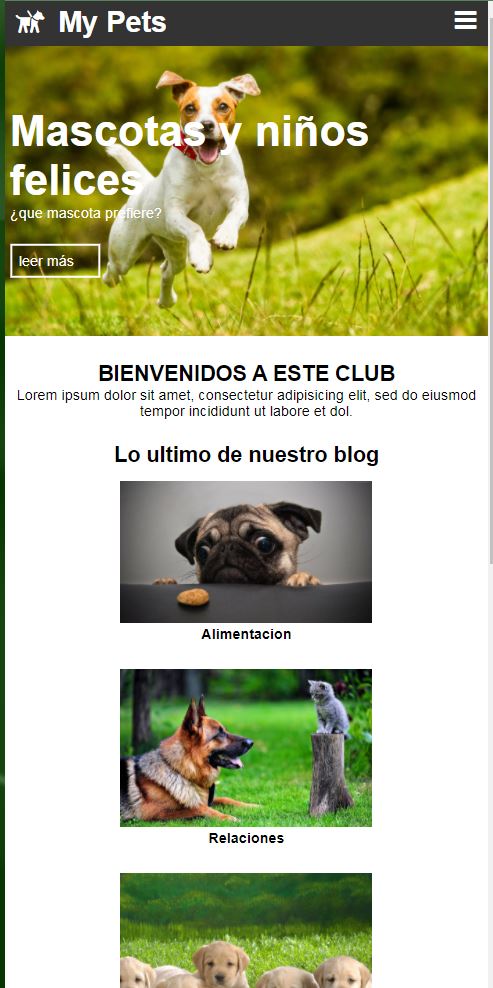 My Pets
Mascotas y niños
felices
¿que mascota prefiere?
leer más
BIENVENIDOS A ESTE CLUB
Lorem ipsum dolor sit amet, consectetur adipisicing elit, sed do eiusmod
tempor incididunt ut labore et dol.
Lo ultimo de nuestro blog
Alimentacion
Relaciones